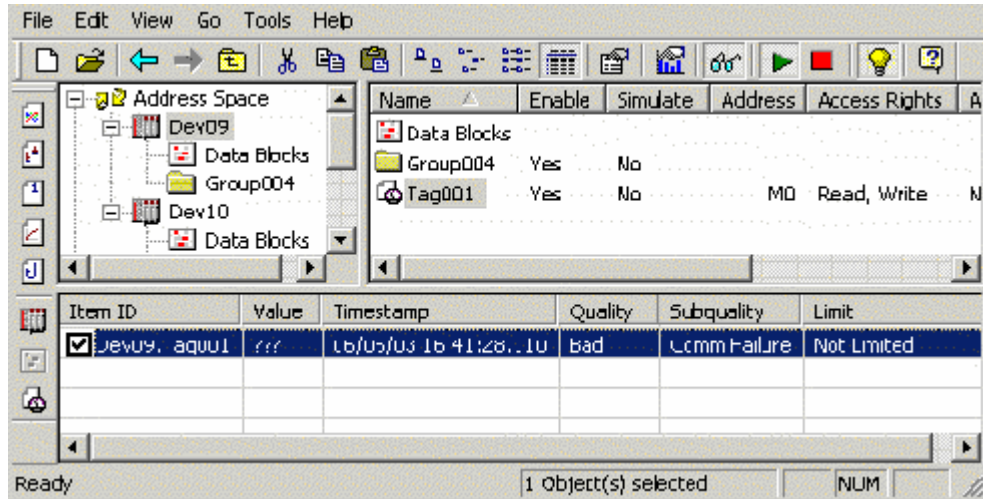 File Edit View Go Tools Help
Address Space
Dev09
Data Blocks
Group004
Dev10
Data Blocks
Name Enable Simulate Address Access Rights A
Data Blocks
Group004 Yes No
Tag001 Yes No M0 Read, Write N
Item ID Value Timestamp Quality Subquality Limit
Dev09.Tag001 ??? Bad Comm Failure Not Limited
Ready 1 Object(s) selected NUM